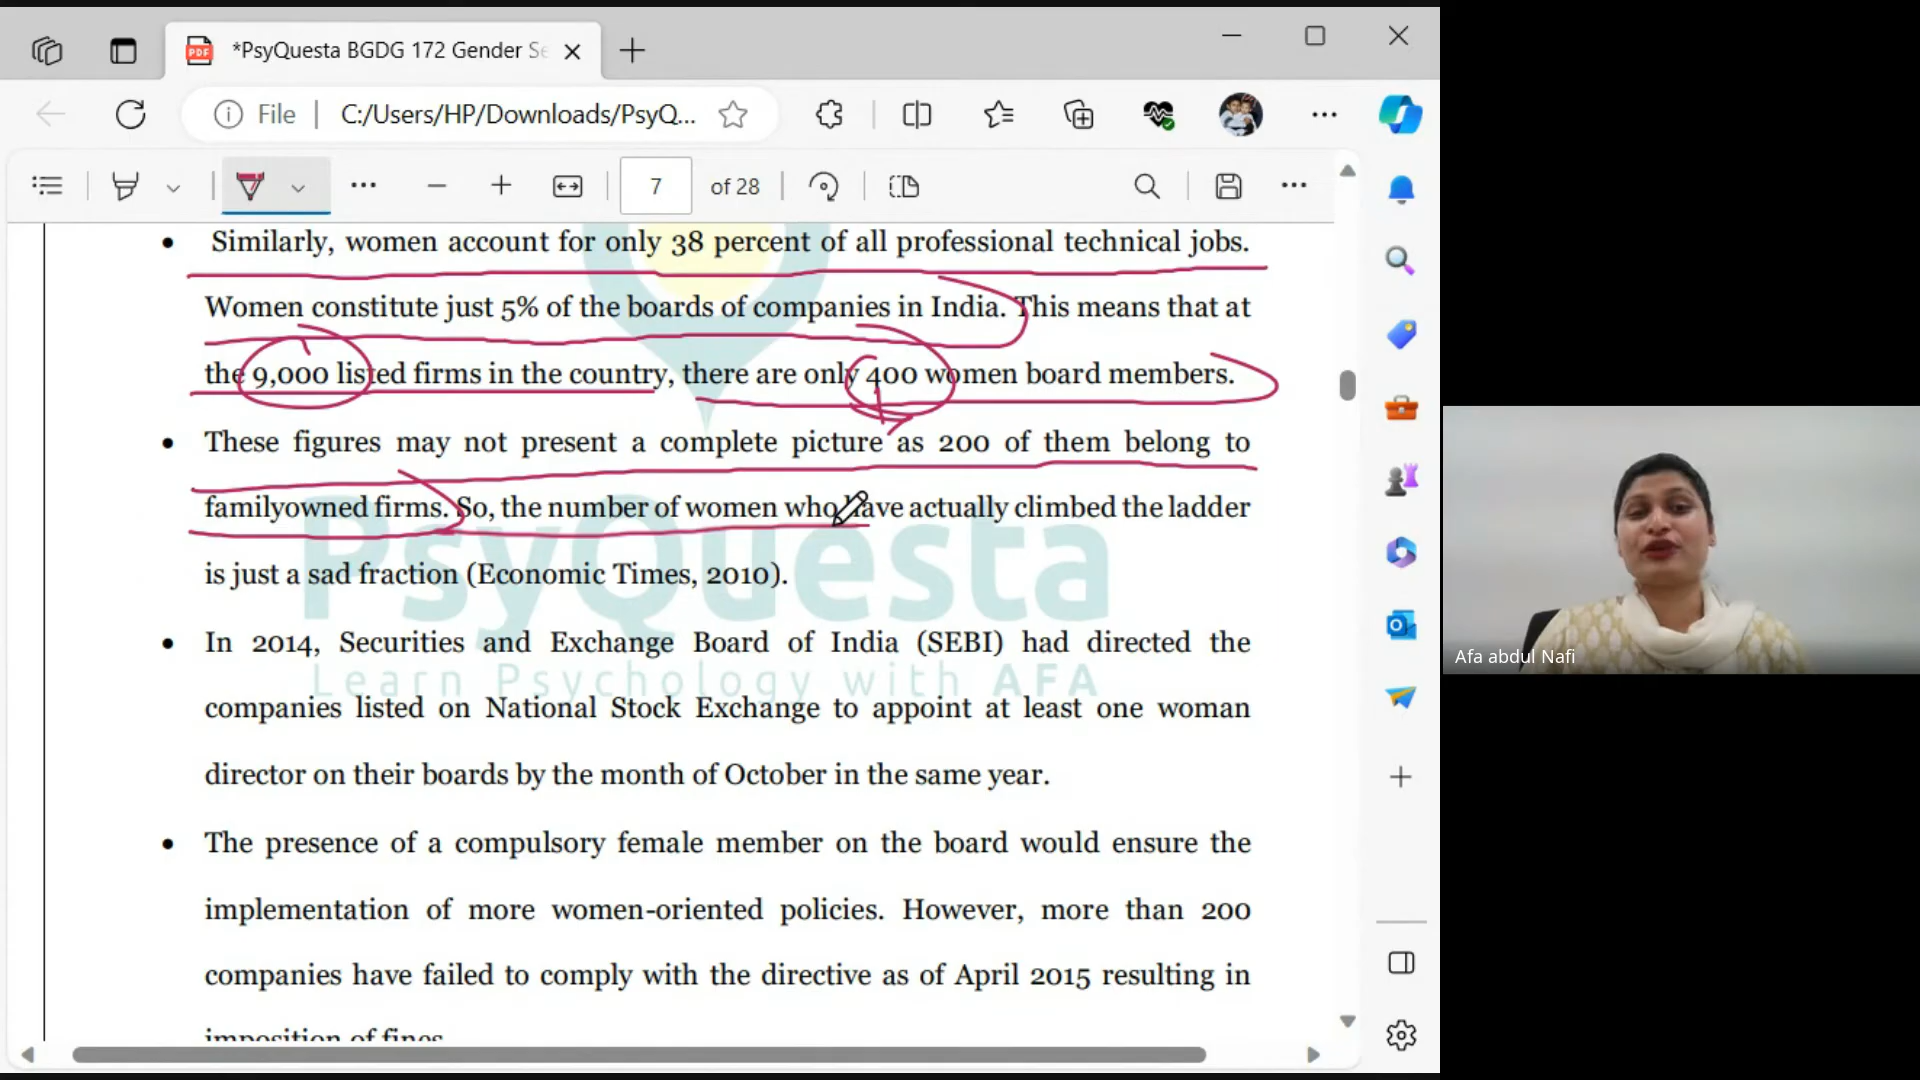 *PsyQuesta BGDG 172 Gender Se
File
C:/Users/HP/Downloads/PsyQ...
7 of 28
• Similarly, women account for only 38 percent of all professional technical jobs.
Women constitute just 5% of the boards of companies in India. This means that at
the 9,000 listed firms in the country, there are only 400 women board members.
• These figures may not present a complete picture as 200 of them belong to
familyowned firms. So, the number of women who have actually climbed the ladder
is just a sad fraction (Economic Times, 2010).
• In 2014, Securities and Exchange Board of India (SEBI) had directed the
companies listed on National Stock Exchange to appoint at least one woman
director on their boards by the month of October in the same year.
• The presence of a compulsory female member on the board would ensure the
implementation of more women-oriented policies. However, more than 200
companies have failed to comply with the directive as of April 2015 resulting in
imposition of fines.
PsyQuesta
Learn Psychology with AFA
Afa abdul Nafi